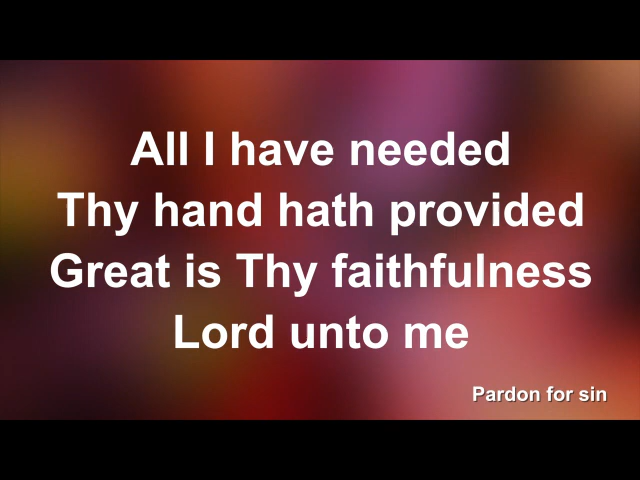 All I have needed
Thy hand hath provided
Great is Thy faithfulness
Lord unto me
Pardon for sin